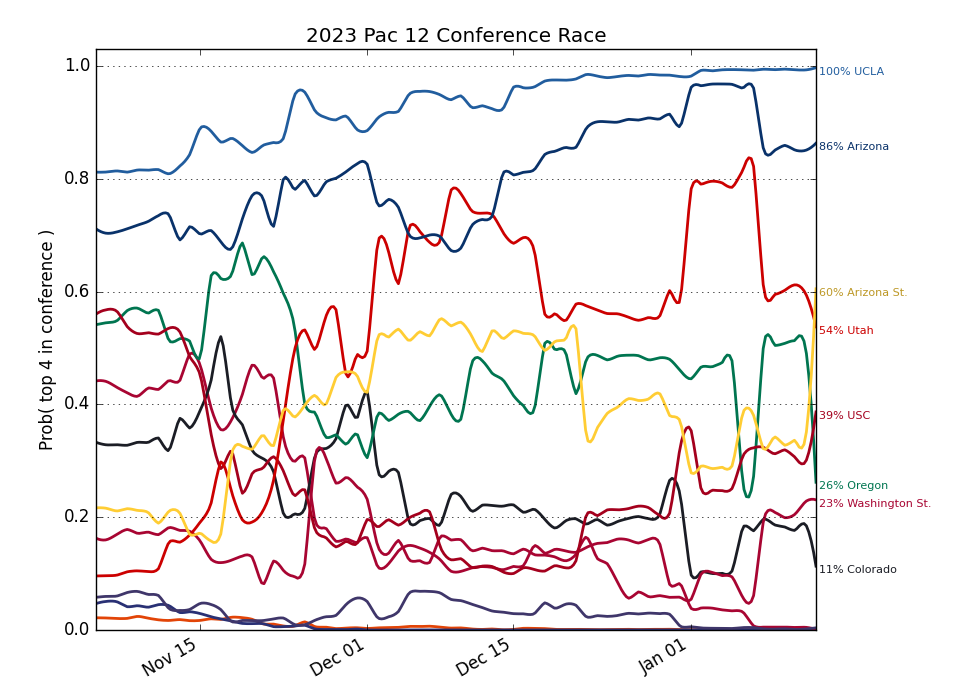 2023 Pac 12 Conference Race
Prob( top 4 in conference )
1.0
0.8
0.6
0.4
0.2
0.0
Nov 15
Dec 01
Dec 15
Jan 01
100% UCLA
86% Arizona
60% Arizona St.
54% Utah
39% USC
26% Oregon
23% Washington St.
11% Colorado